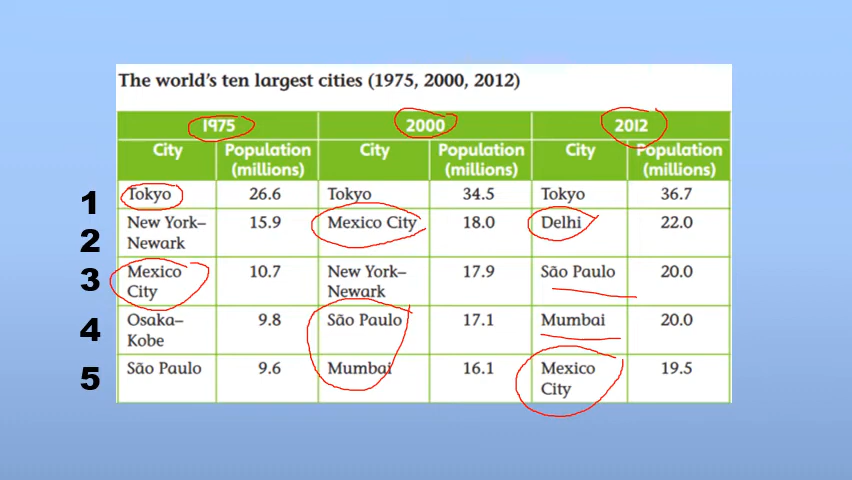 The world's ten largest cities (1975, 2000, 2012)
1975 2000 2012
City Population (millions) City Population (millions) City Population (millions)
1 Tokyo 26.6 Tokyo 34.5 Tokyo 36.7
2 New York–Newark 15.9 Mexico City 18.0 Delhi 22.0
3 Mexico City 10.7 New York–Newark 17.9 São Paulo 20.0
4 Osaka–Kobe 9.8 São Paulo 17.1 Mumbai 20.0
5 São Paulo 9.6 Mumbai 16.1 Mexico City 19.5